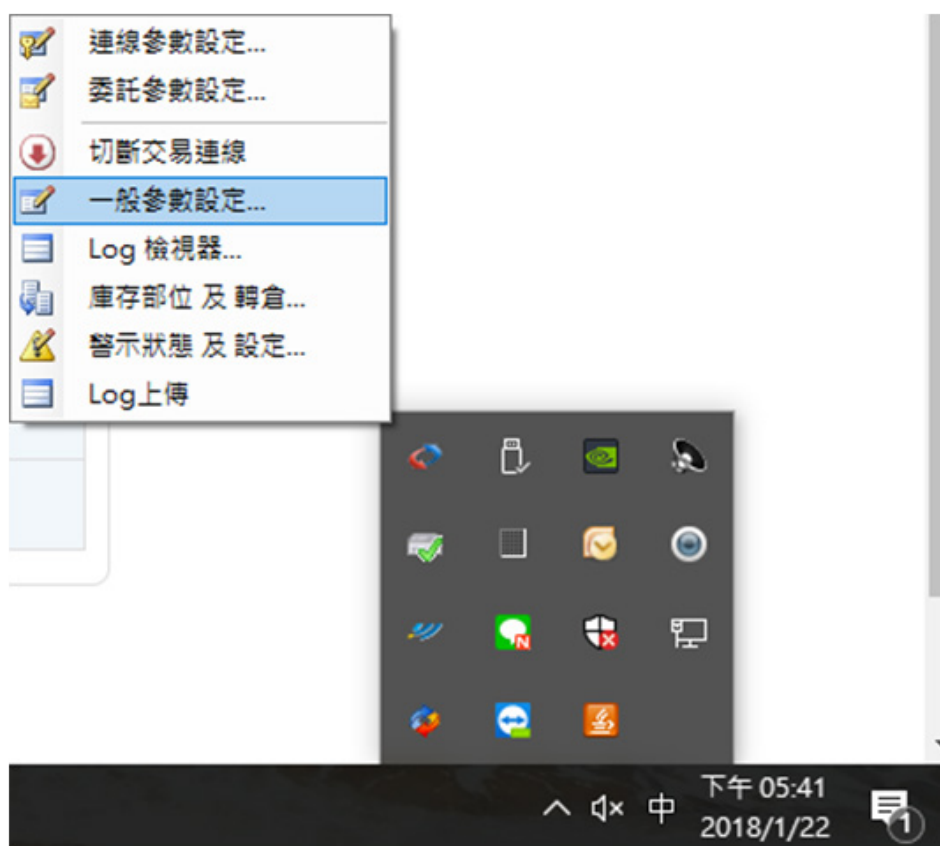 連線參數設定...
委託參數設定...
切斷交易連線
一般參數設定...
Log 檢視器...
庫存部位 及 轉倉...
警示狀態 及 設定...
Log上傳
N
中
下午 05:41
2018/1/22
1